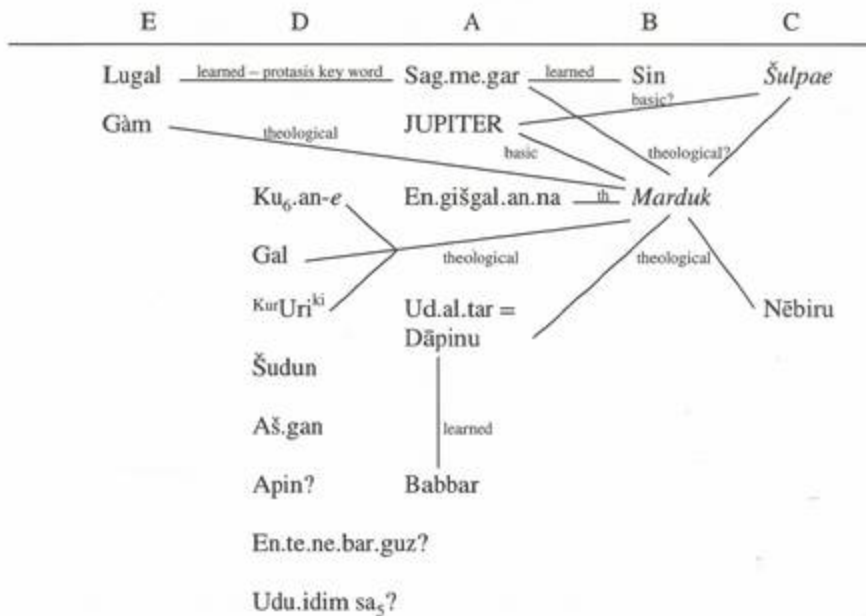 E D A B C
Lugal learned – protasis key word Sag.me.gar learned Sin Šulpae
basic?
Gàm theological JUPITER
basic theological?
Ku₆.an-e En.gišgal.an.na th Marduk
Gal theological theological
ᴷᵘʳUriᵏⁱ Ud.al.tar = Nēbiru
Dāpinu
Šudun
Aš.gan learned
Apin? Babbar
En.te.ne.bar.guz?
Udu.idim sa₅?